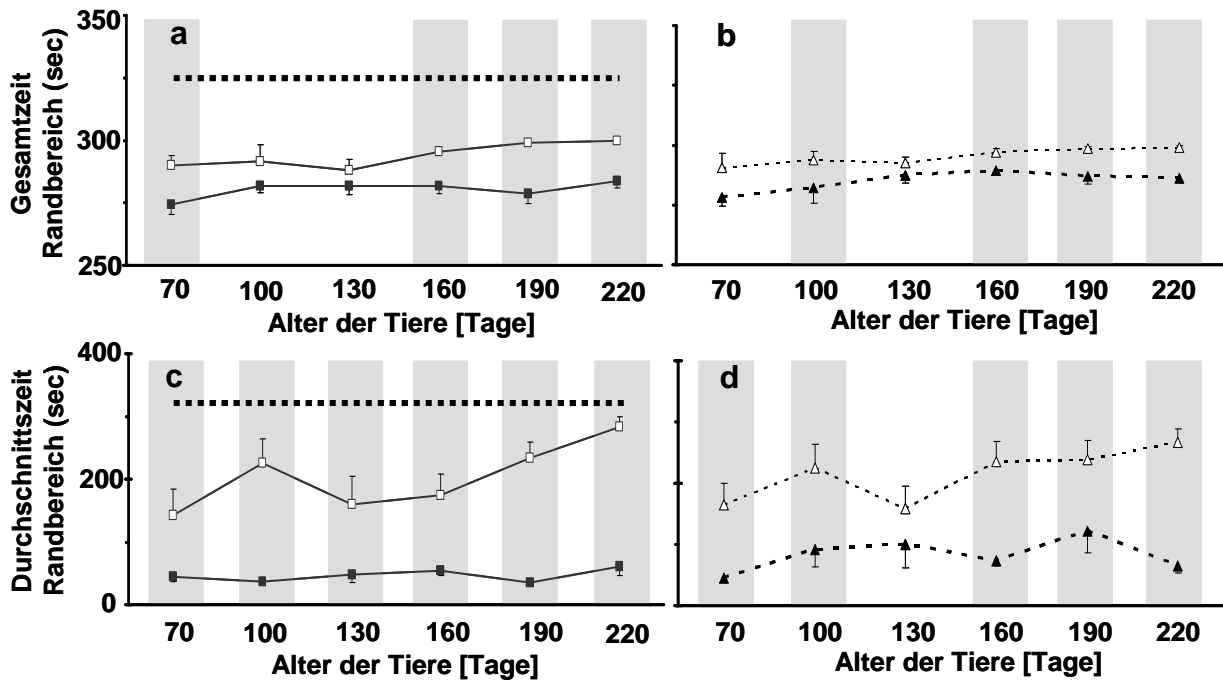 Gesamtzeit
Randbereich (sec)
350
300
250
a
70 100 130 160 190 220
Alter der Tiere [Tage]
b
70 100 130 160 190 220
Alter der Tiere [Tage]
Durchschnittszeit
Randbereich (sec)
400
200
0
c
70 100 130 160 190 220
Alter der Tiere [Tage]
d
70 100 130 160 190 220
Alter der Tiere [Tage]